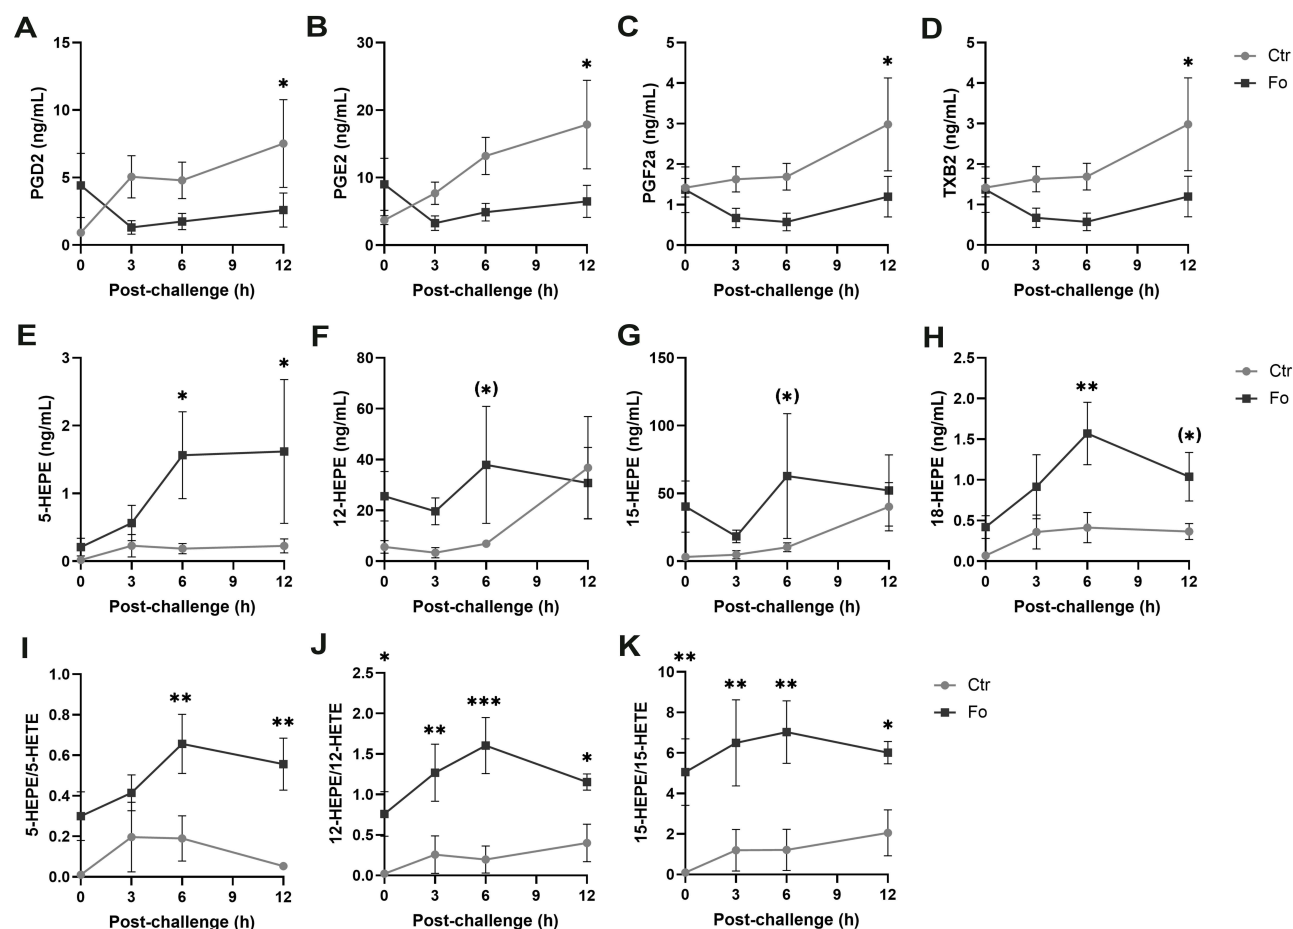 A
B
C
D
PGD2 (ng/mL)
15
10
5
0
*
0 3 6 9 12
Post-challenge (h)
PGE2 (ng/mL)
30
20
10
0
*
0 3 6 9 12
Post-challenge (h)
PGF2a (ng/mL)
5
4
3
2
1
0
*
0 3 6 9 12
Post-challenge (h)
TXB2 (ng/mL)
5
4
3
2
1
0
*
0 3 6 9 12
Post-challenge (h)
Ctr
Fo
E
F
G
H
5-HEPE (ng/mL)
3
2
1
0
* *
0 3 6 9 12
Post-challenge (h)
12-HEPE (ng/mL)
80
60
40
20
0
(*)
0 3 6 9 12
Post-challenge (h)
15-HEPE (ng/mL)
150
100
50
0
(*)
0 3 6 9 12
Post-challenge (h)
18-HEPE (ng/mL)
2.5
2.0
1.5
1.0
0.5
0.0
** (*)
0 3 6 9 12
Post-challenge (h)
Ctr
Fo
I
J
K
5-HEPE/5-HETE
1.0
0.8
0.6
0.4
0.2
0.0
** **
0 3 6 9 12
Post-challenge (h)
12-HEPE/12-HETE
2.5
2.0
1.5
1.0
0.5
0.0
* ** *** *
0 3 6 9 12
Post-challenge (h)
15-HEPE/15-HETE
10
8
6
4
2
0
** ** ** *
0 3 6 9 12
Post-challenge (h)
Ctr
Fo